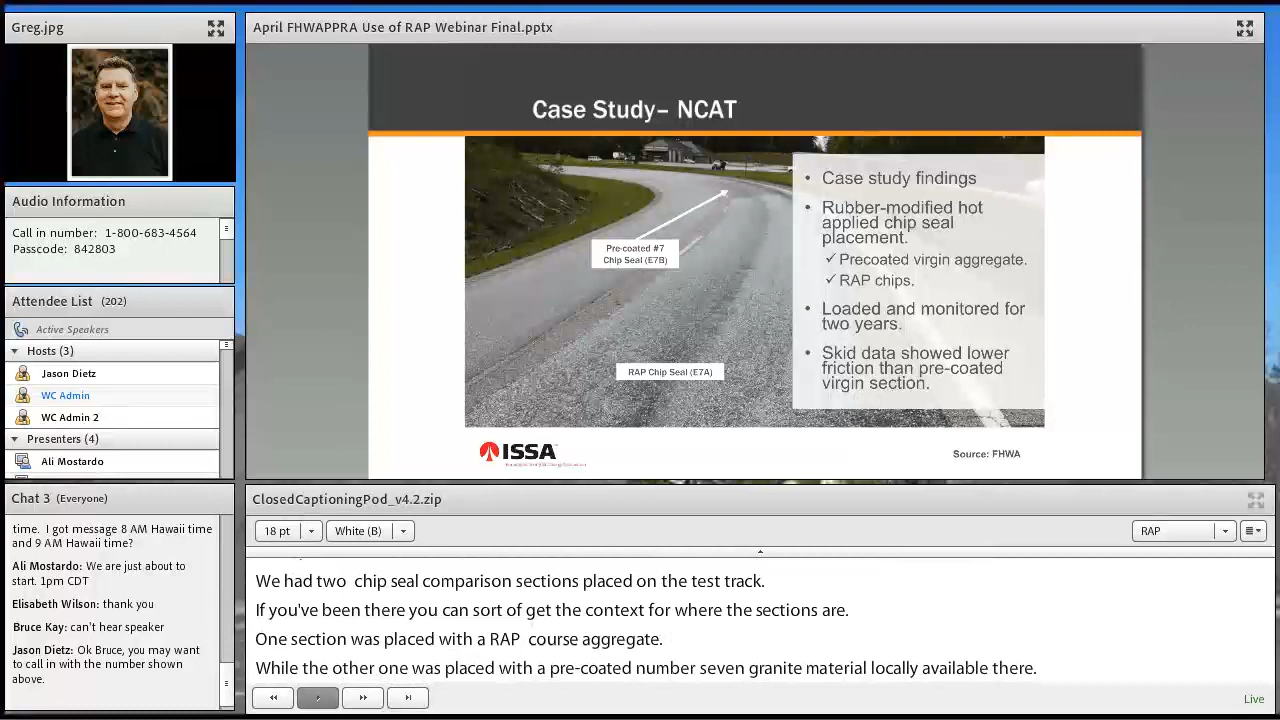 Greg.jpg
Audio Information
Call in number: 1-800-683-4564
Passcode: 842803
Attendee List (202)
Active Speakers
Hosts (3)
Jason Dietz
WC Admin
WC Admin 2
Presenters (4)
Ali Mostardo
Chat 3 (Everyone)
time. I got message 8 AM Hawaii time
and 9 AM Hawaii time?
Ali Mostardo: We are just about to
start. 1pm CDT
Elisabeth Wilson: thank you
Bruce Kay: can't hear speaker
Jason Dietz: Ok Bruce, you may want
to call in with the number shown
above.
April FHWAPPRA Use of RAP Webinar Final.pptx
Case Study– NCAT
Pre-coated #7
Chip Seal (E7B)
RAP Chip Seal (E7A)
• Case study findings
• Rubber-modified hot
applied chip seal
placement.
✓ Precoated virgin aggregate.
✓ RAP chips.
• Loaded and monitored for
two years.
• Skid data showed lower
friction than pre-coated
virgin section.
ISSA
Source: FHWA
ClosedCaptioningPod_v4.2.zip
18 pt
White (B)
RAP
We had two chip seal comparison sections placed on the test track.
If you've been there you can sort of get the context for where the sections are.
One section was placed with a RAP course aggregate.
While the other one was placed with a pre-coated number seven granite material locally available there.
Live